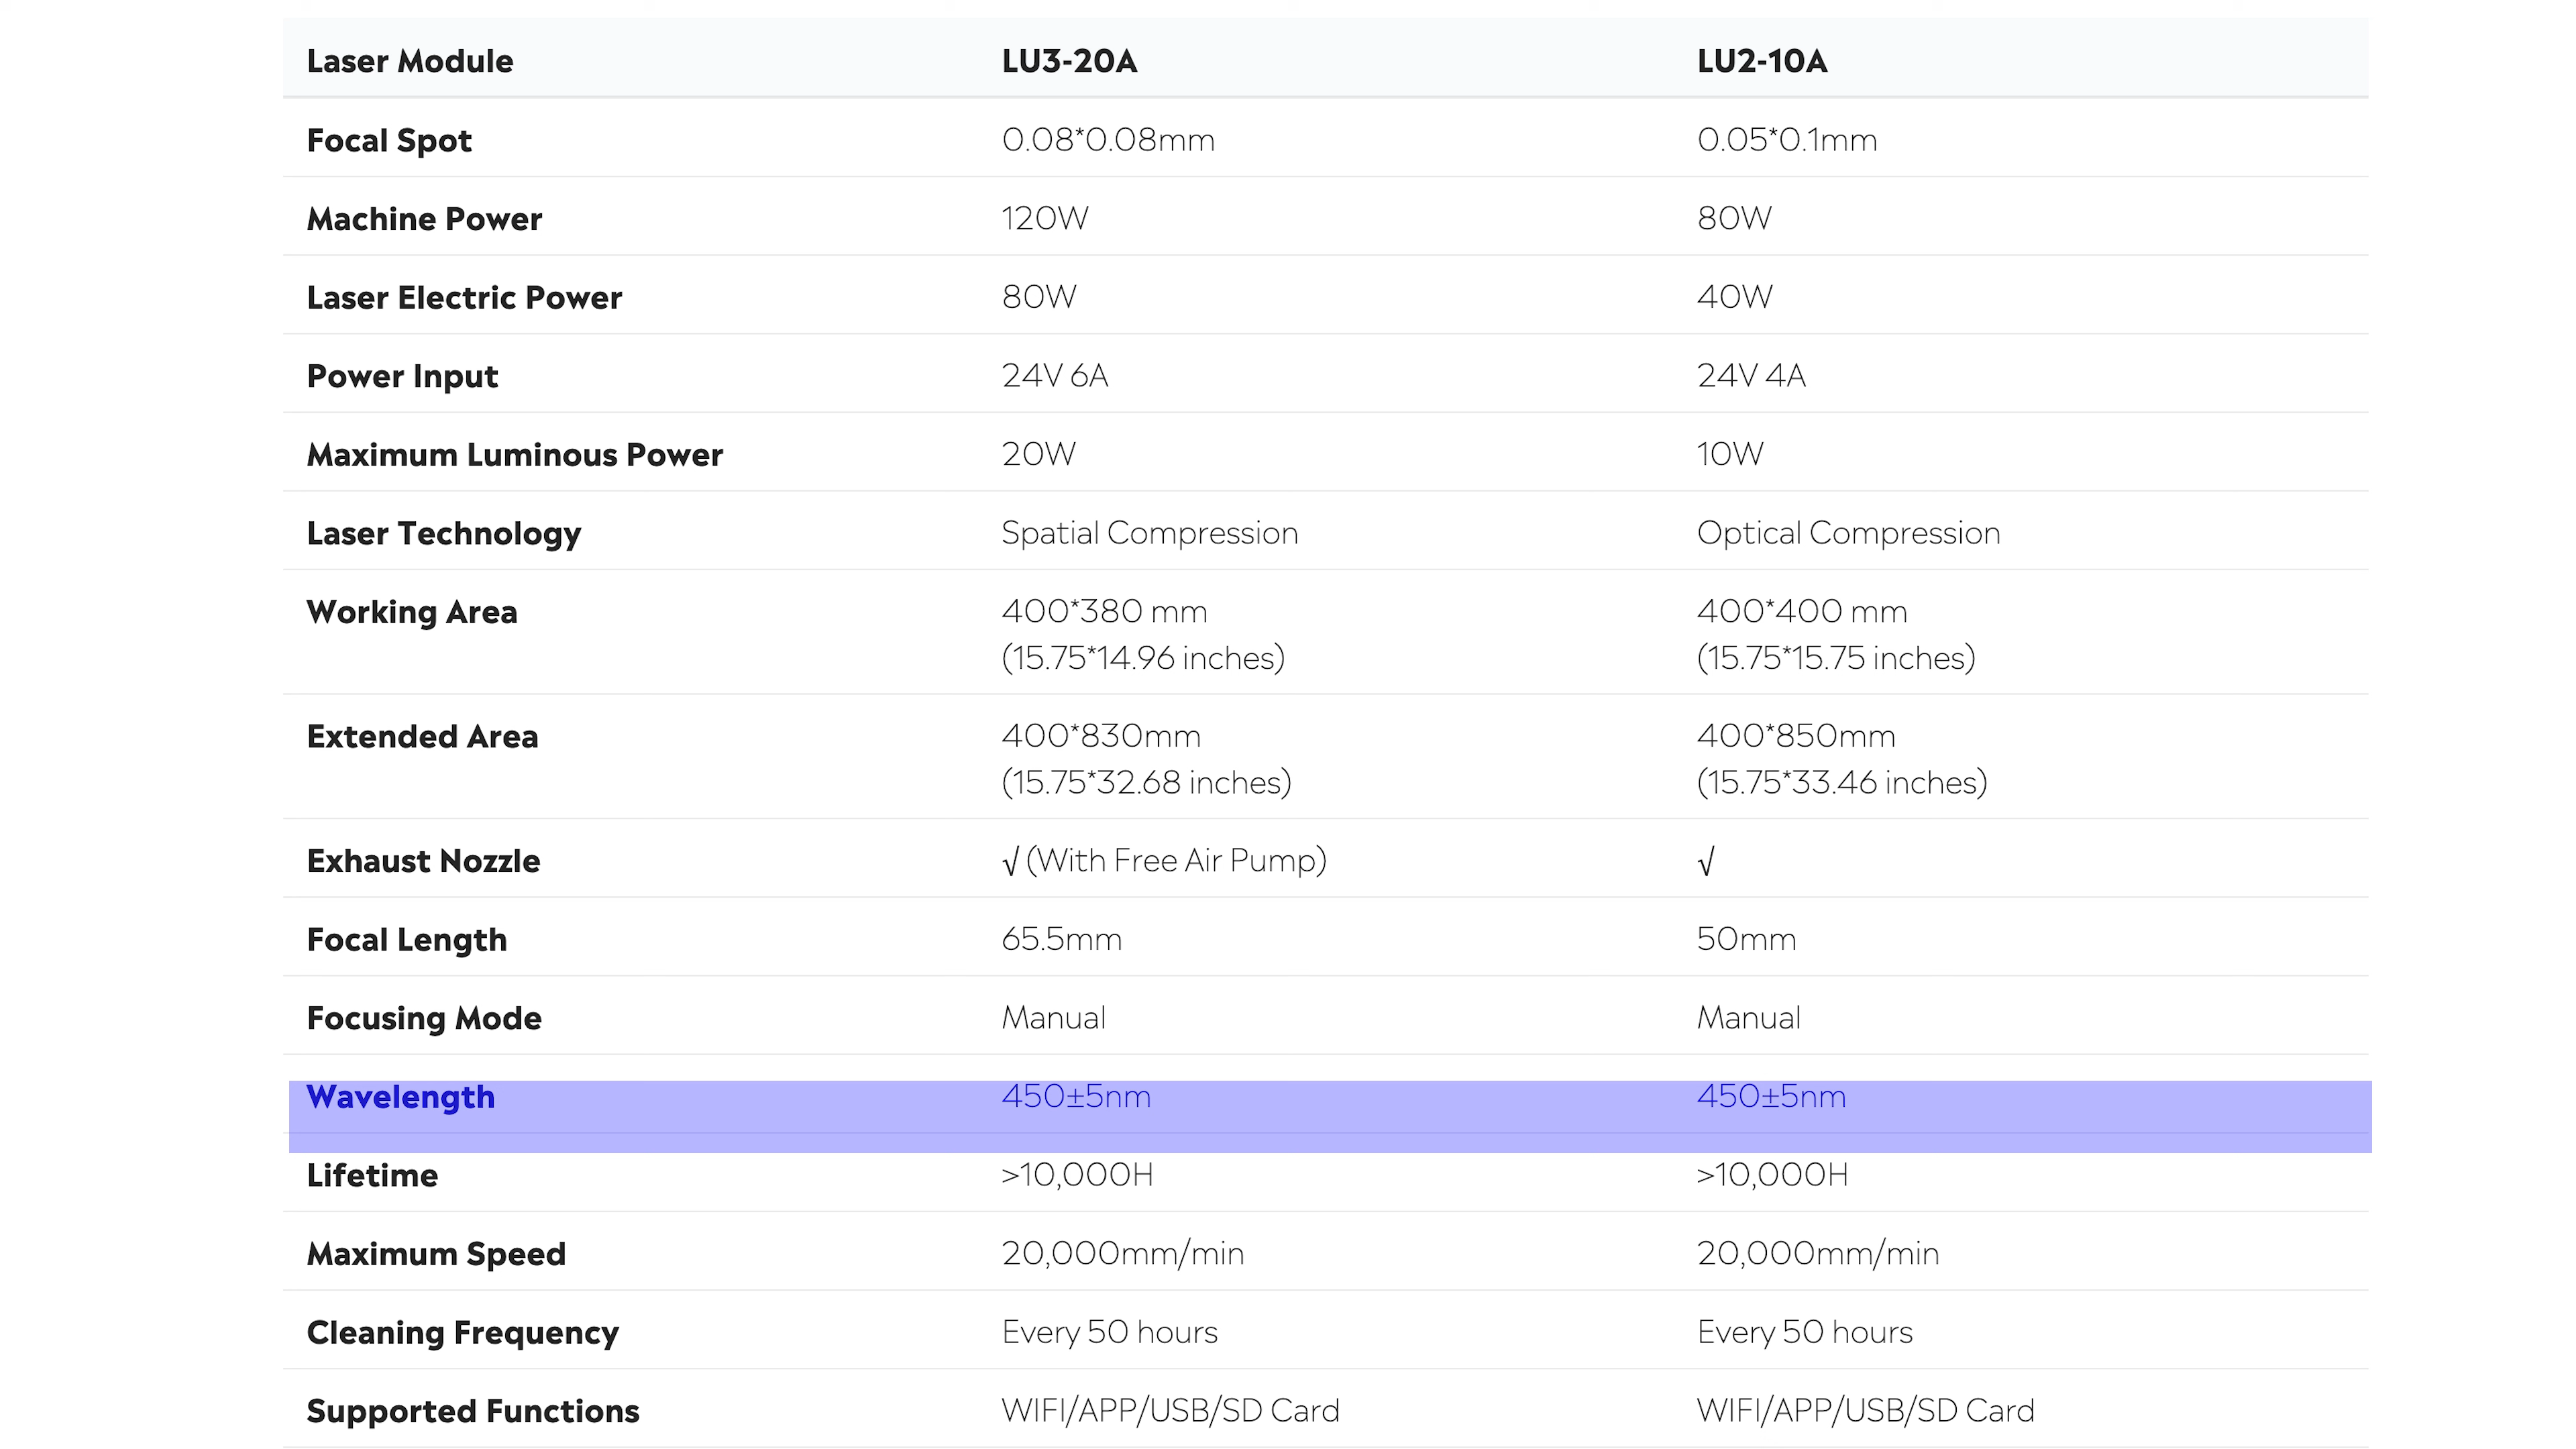 Laser Module LU3-20A LU2-10A
Focal Spot 0.08*0.08mm 0.05*0.1mm
Machine Power 120W 80W
Laser Electric Power 80W 40W
Power Input 24V 6A 24V 4A
Maximum Luminous Power 20W 10W
Laser Technology Spatial Compression Optical Compression
Working Area 400*380 mm 400*400 mm
(15.75*14.96 inches) (15.75*15.75 inches)
Extended Area 400*830mm 400*850mm
(15.75*32.68 inches) (15.75*33.46 inches)
Exhaust Nozzle √ (With Free Air Pump) √
Focal Length 65.5mm 50mm
Focusing Mode Manual Manual
Wavelength 450±5nm 450±5nm
Lifetime >10,000H >10,000H
Maximum Speed 20,000mm/min 20,000mm/min
Cleaning Frequency Every 50 hours Every 50 hours
Supported Functions WIFI/APP/USB/SD Card WIFI/APP/USB/SD Card